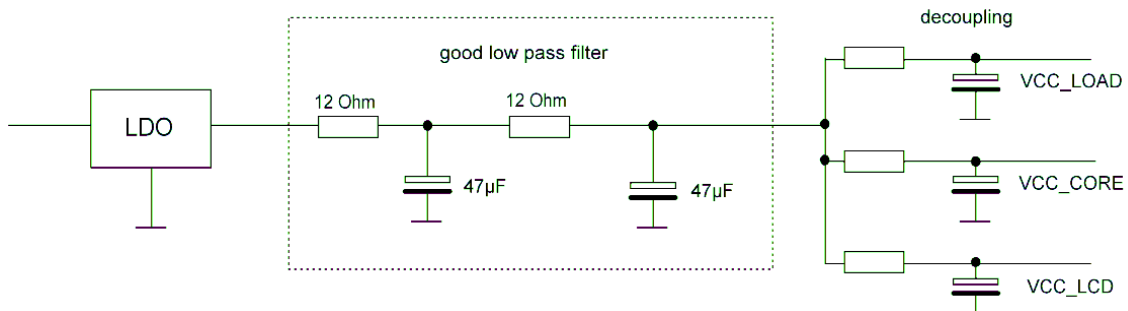 decoupling
good low pass filter
VCC_LOAD
12 Ohm
12 Ohm
LDO
47µF
47µF
VCC_CORE
VCC_LCD